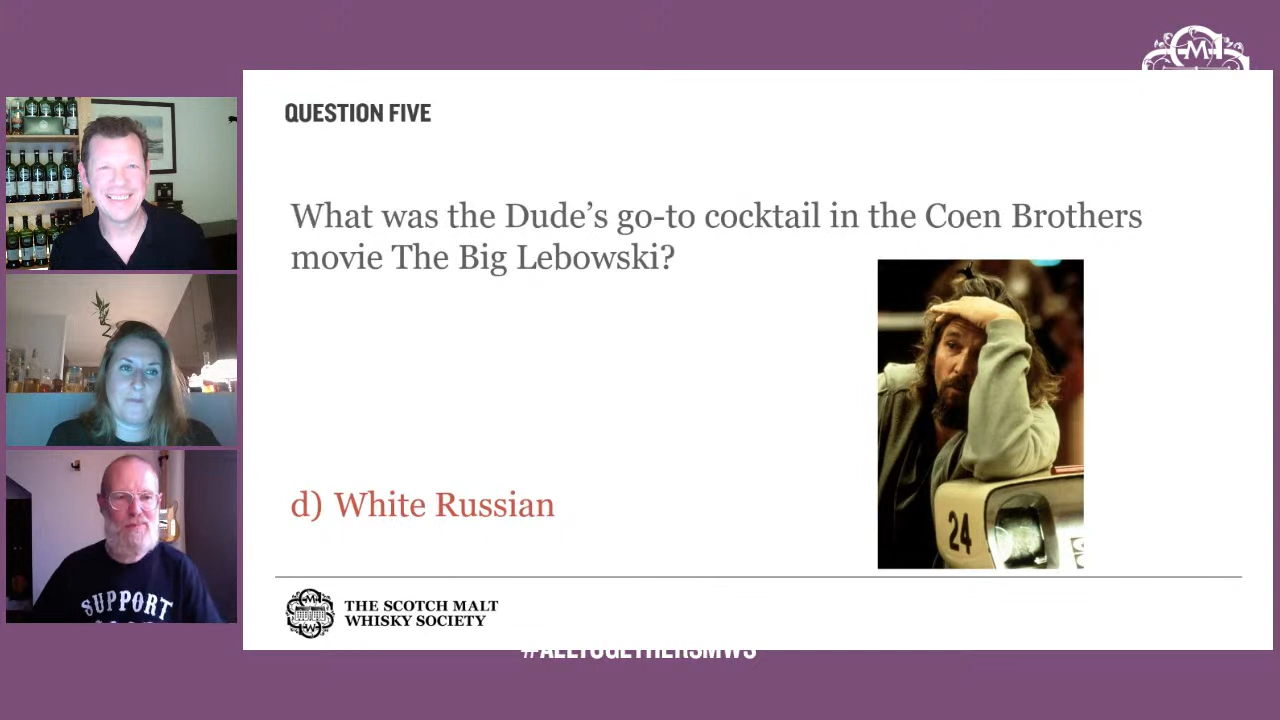 QUESTION FIVE
What was the Dude's go-to cocktail in the Coen Brothers
movie The Big Lebowski?
24
d) White Russian
SUPPORT
THE SCOTCH MALT
WHISKY SOCIETY
#ALLTOGETHERSMWS